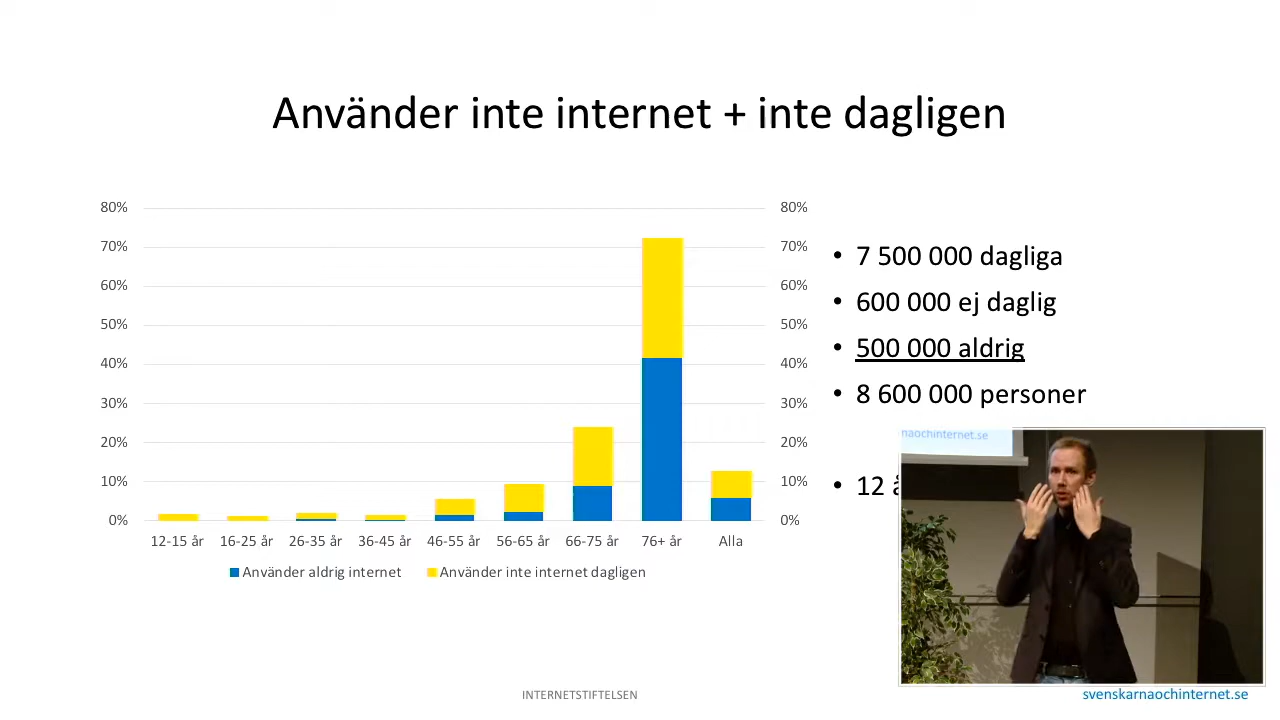 Använder inte internet + inte dagligen
80%
70%
60%
50%
40%
30%
20%
10%
0%
80%
70%
60%
50%
40%
30%
20%
10%
0%
12-15 år
16-25 år
26-35 år
36-45 år
46-55 år
56-65 år
66-75 år
76+ år
Alla
Använder aldrig internet
Använder inte internet dagligen
• 7 500 000 dagliga
• 600 000 ej daglig
• 500 000 aldrig
• 8 600 000 personer
• 12
naochinternet.se
INTERNETSTIFTELSEN
svenskarnaochinternet.se